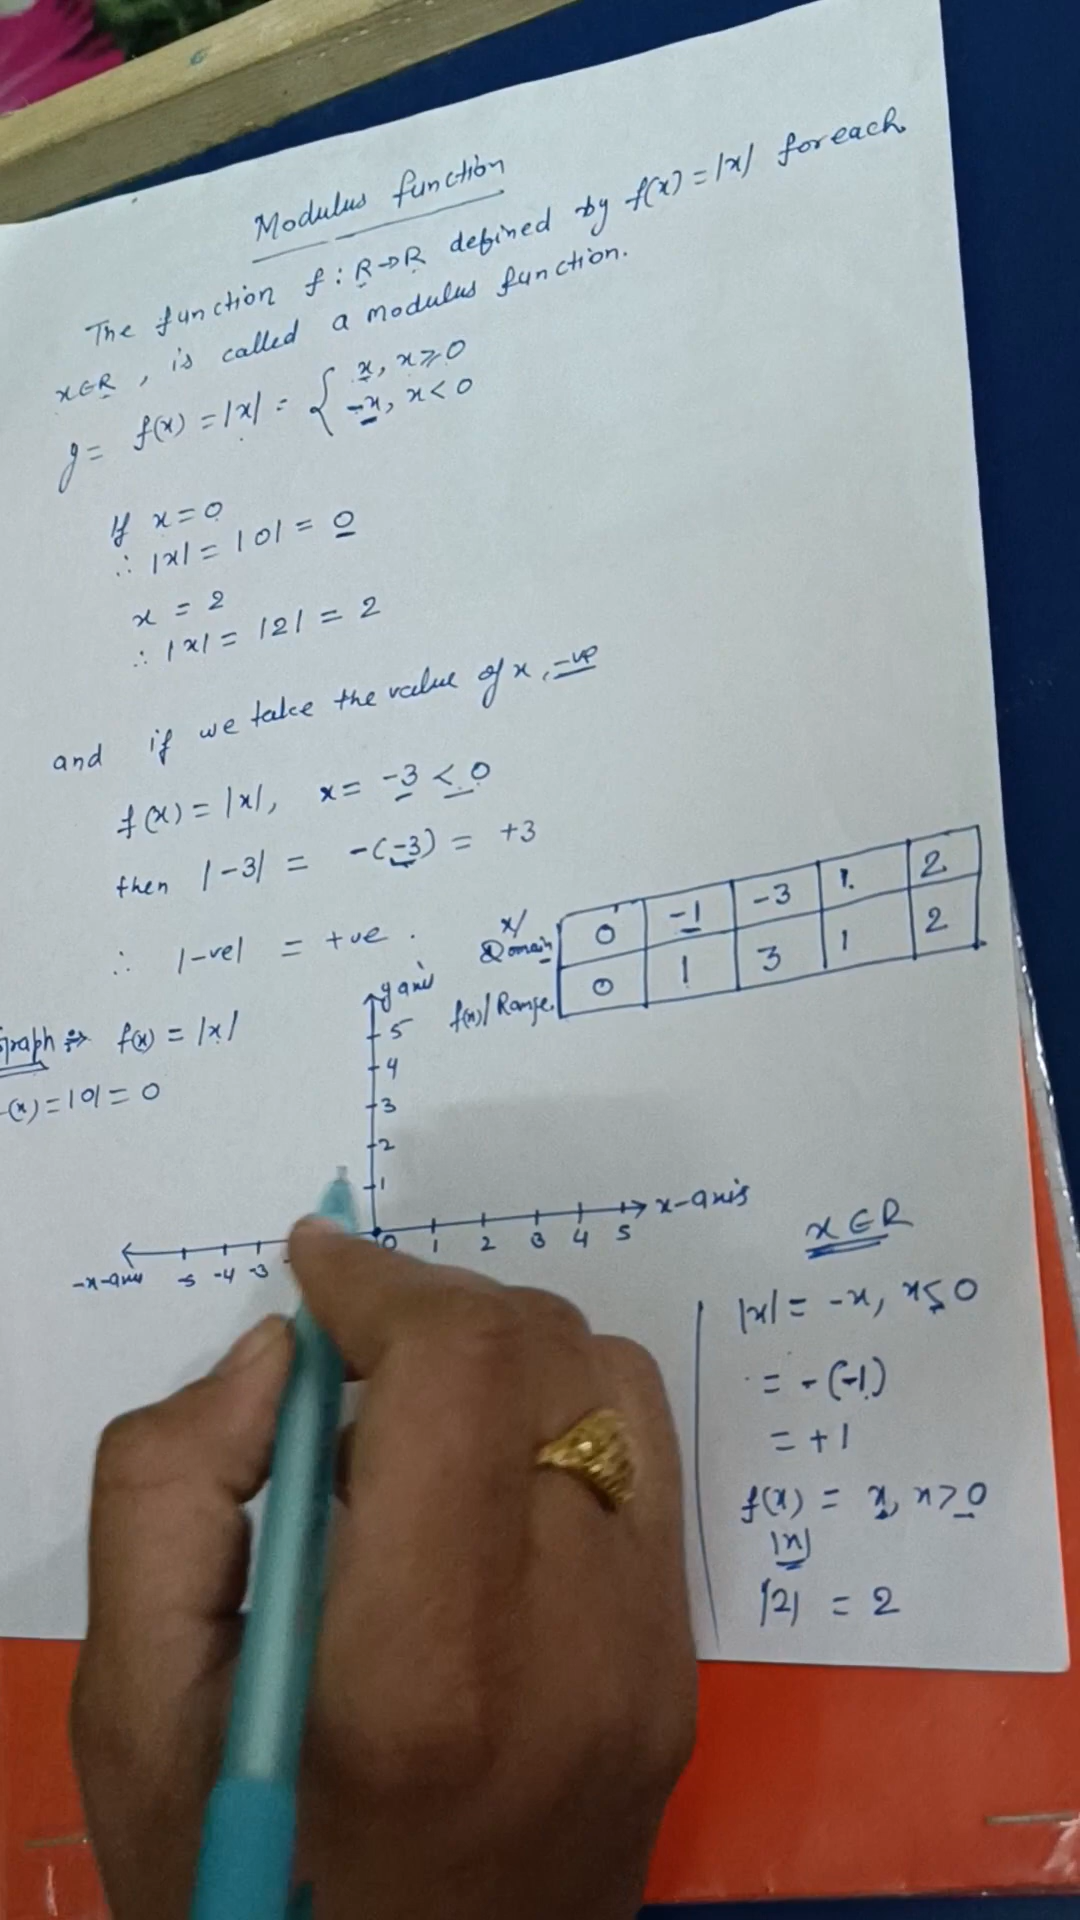 Modulus function
The function f : R→R defined by f(x) = |x| for each
x∈R, is called a modulus function.
y = f(x) = |x| = { x, x ≥ 0
-x, x < 0
If x = 0
∴ |x| = |0| = 0
x = 2
∴ |x| = |2| = 2
and if we take the value of x, -ve
f(x) = |x|, x = -3 < 0
then |-3| = -(-3) = +3
∴ |-ve| = +ve.
x/ Domain 0 -1 -3 1. 2
f(x)/Range. 0 1 3 1 2
Graph ⇒ f(x) = |x|
(x) = |0| = 0
y axis
5
4
3
2
1
x-axis
-x-axis -5 -4 -3 0 1 2 3 4 5
x ∈ R
|x| = -x, x ≤ 0
= -(-1)
= +1
f(x) = x, x > 0
|x|
|2| = 2